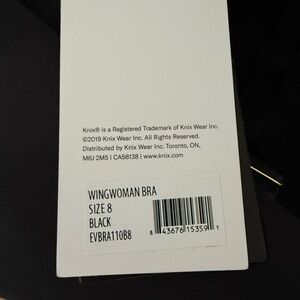 Knix® is a Registered Trademark of Knix Wear Inc.
©2019 Knix Wear Inc. All Rights Reserved.
Distributed by Knix Wear Inc. Toronto, ON,
M6J 2M5 | CA58138 | www.knix.com
WINGWOMAN BRA
SIZE 8
BLACK
EVBRA110B8
8 43676 15359 1